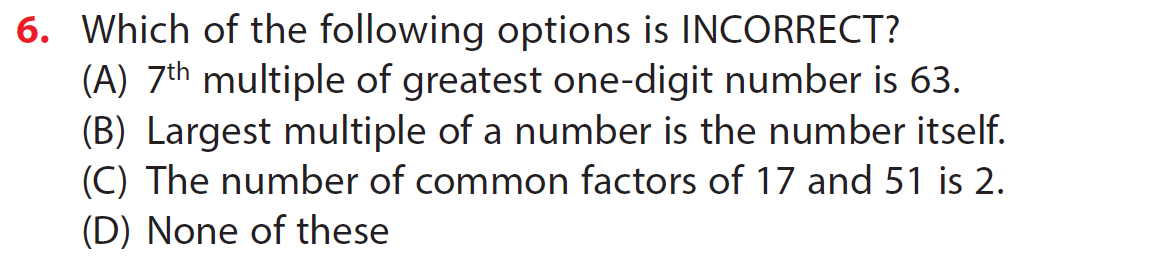 6. Which of the following options is INCORRECT?
(A) 7th multiple of greatest one-digit number is 63.
(B) Largest multiple of a number is the number itself.
(C) The number of common factors of 17 and 51 is 2.
(D) None of these